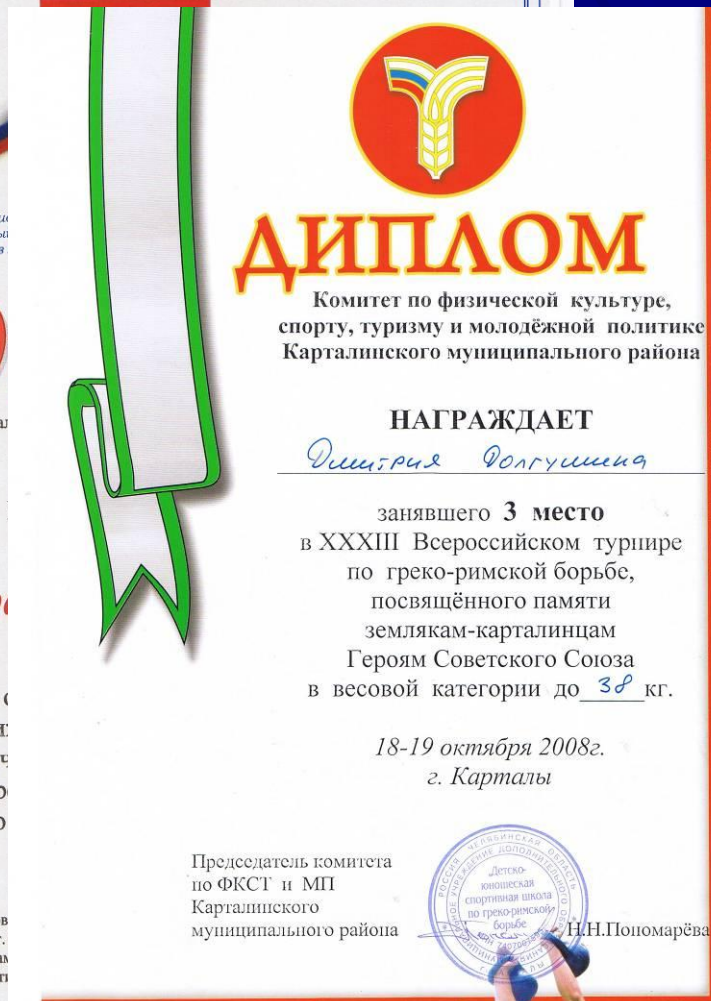 ДИПЛОМ
Комитет по физической культуре,
спорту, туризму и молодёжной политике
Карталинского муниципального района
НАГРАЖДАЕТ
Дмитрия Долгушина
занявшего 3 место
в XXXIII Всероссийском турнире
по греко-римской борьбе,
посвящённого памяти
землякам-карталинцам
Героям Советского Союза
в весовой категории до 38 кг.
18-19 октября 2008г.
г. Карталы
Председатель комитета
по ФКСТ и МП
Карталинского
муниципального района
Н.Н.Пономарёва
РОССИЯ ЧЕЛЯБИНСКАЯ ОБЛАСТЬ
Детско-
юношеская
спортивная школа
по греко-римской
борьбе